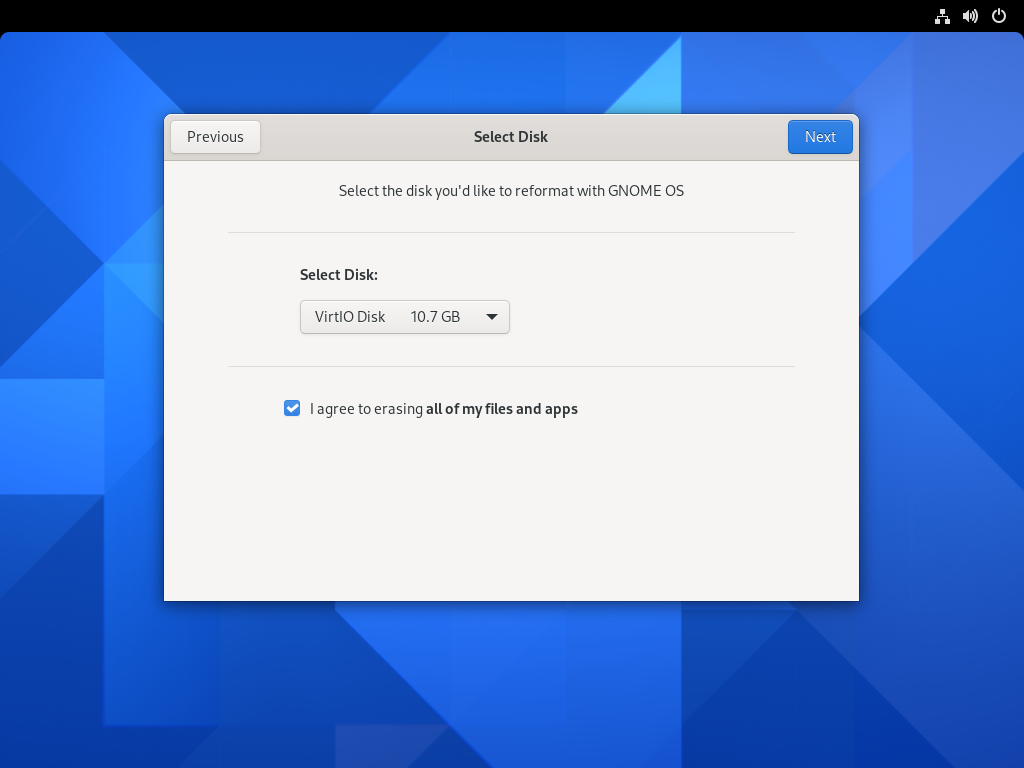 Previous
Select Disk
Next
Select the disk you'd like to reformat with GNOME OS
Select Disk:
VirtIO Disk 10.7 GB
I agree to erasing all of my files and apps